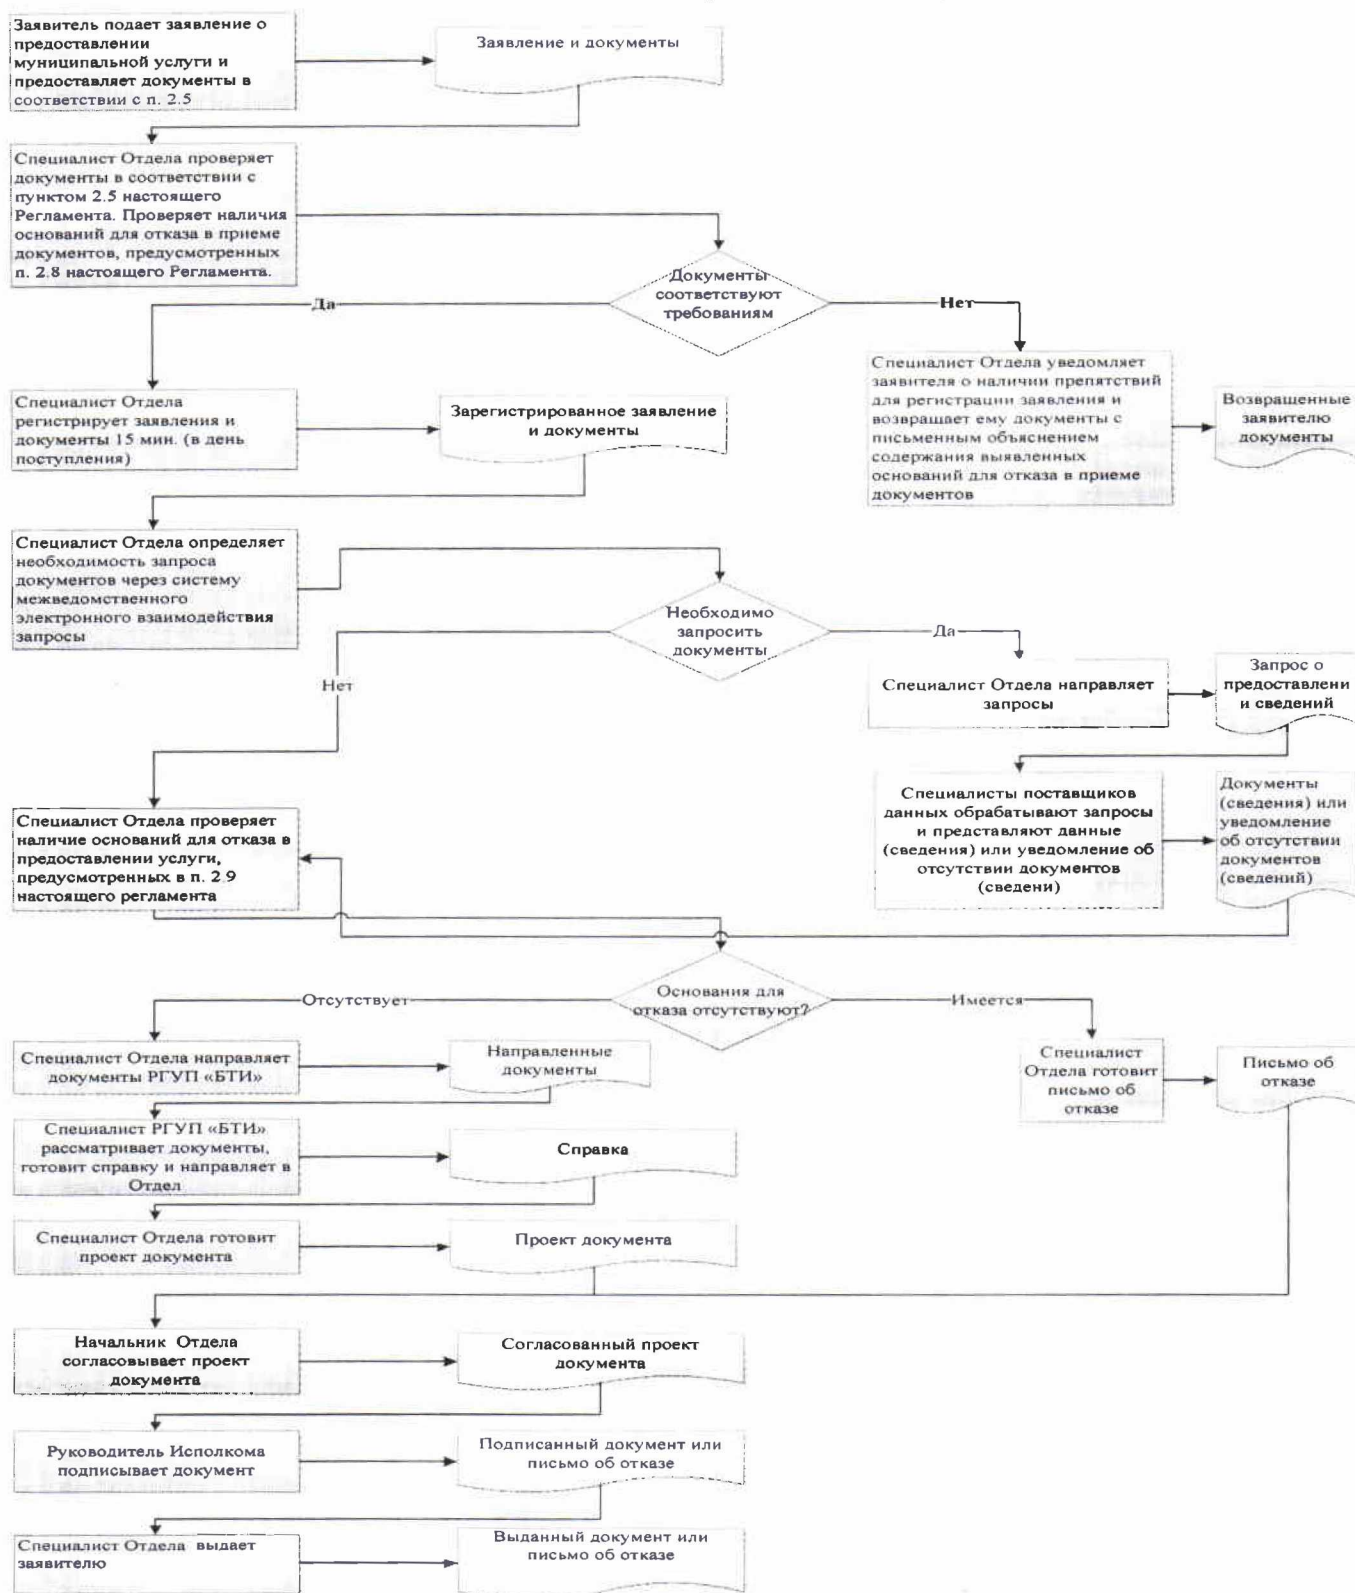 Заявитель подает заявление о
предоставлении
муниципальной услуги и
предоставляет документы в
соответствии с п. 2.5
Заявление и документы
Специалист Отдела проверяет
документы в соответствии с
пунктом 2.5 настоящего
Регламента. Проверяет наличия
оснований для отказа в приеме
документов, предусмотренных
п. 2.8 настоящего Регламента.
Документы
соответствуют
требованиям
Да
Нет
Специалист Отдела
регистрирует заявления и
документы 15 мин. (в день
поступления)
Зарегистрированное заявление
и документы
Специалист Отдела уведомляет
заявителя о наличии препятствий
для регистрации заявления и
возвращает ему документы с
письменным объяснением
содержания выявленных
оснований для отказа в приеме
документов
Возвращенные
заявителю
документы
Специалист Отдела определяет
необходимость запроса
документов через систему
межведомственного
электронного взаимодействия
запросы
Необходимо
запросить
документы
Да
Нет
Специалист Отдела направляет
запросы
Запрос о
предоставлени
и сведений
Специалисты поставщиков
данных обрабатывают запросы
и представляют данные
(сведения) или уведомление об
отсутствии документов
(сведени)
Документы
(сведения) или
уведомление
об отсутствии
документов
(сведений)
Специалист Отдела проверяет
наличие оснований для отказа в
предоставлении услуги,
предусмотренных в п. 2.9
настоящего регламента
Основания для
отказа отсутствуют?
Отсутствует
Имеется
Специалист Отдела направляет
документы РГУП «БТИ»
Направленные
документы
Специалист
Отдела готовит
письмо об
отказе
Письмо об
отказе
Специалист РГУП «БТИ»
рассматривает документы,
готовит справку и направляет в
Отдел
Справка
Специалист Отдела готовит
проект документа
Проект документа
Начальник Отдела
согласовывает проект
документа
Согласованный проект
документа
Руководитель Исполкома
подписывает документ
Подписанный документ или
письмо об отказе
Специалист Отдела выдает
заявителю
Выданный документ или
письмо об отказе